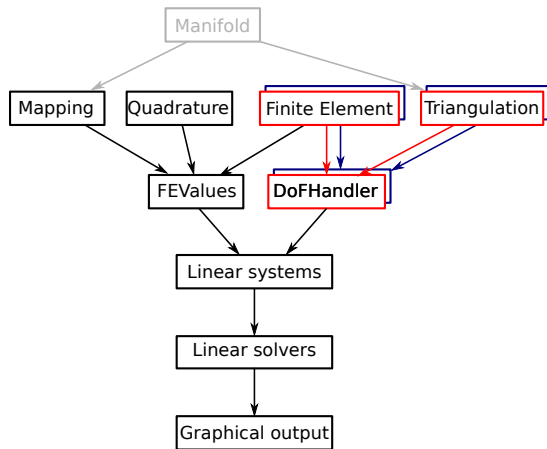 Manifold
Mapping
Quadrature
Finite Element
Triangulation
FEValues
DoFHandler
Linear systems
Linear solvers
Graphical output